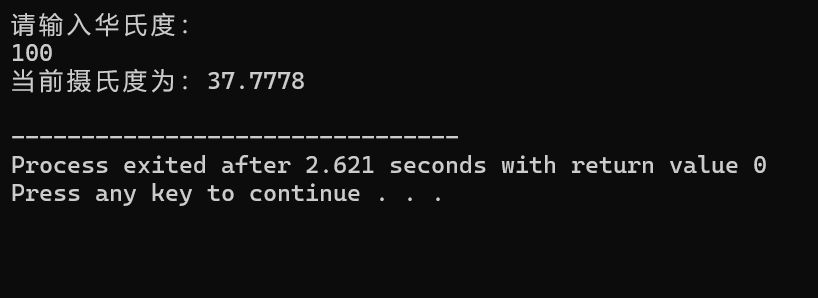 请输入华氏度:
100
当前摄氏度为: 37.7778
--------------------------------
Process exited after 2.621 seconds with return value 0
Press any key to continue . . .